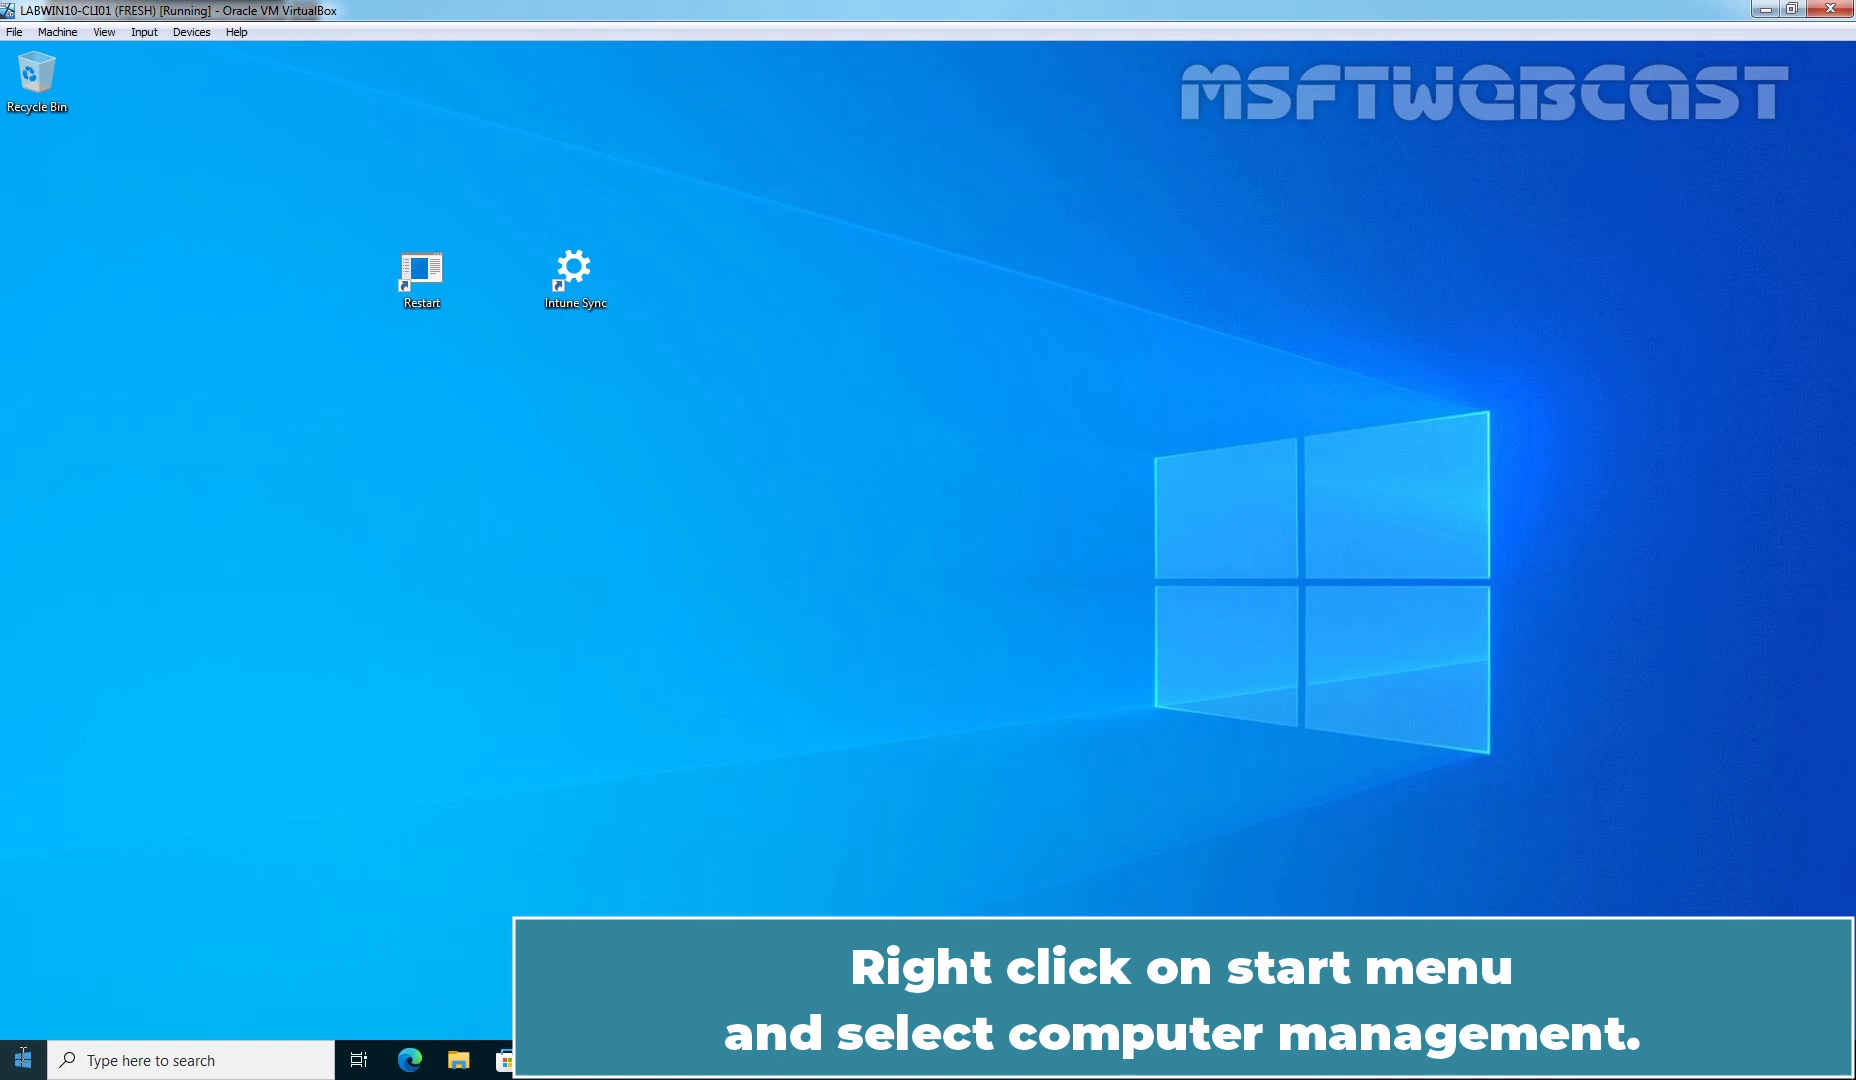 LABWIN10-CLI01 (FRESH) [Running] - Oracle VM VirtualBox
File Machine View Input Devices Help
MSFTWEBCAST
Recycle Bin
Restart
Intune Sync
Right click on start menu
and select computer management.
Type here to search